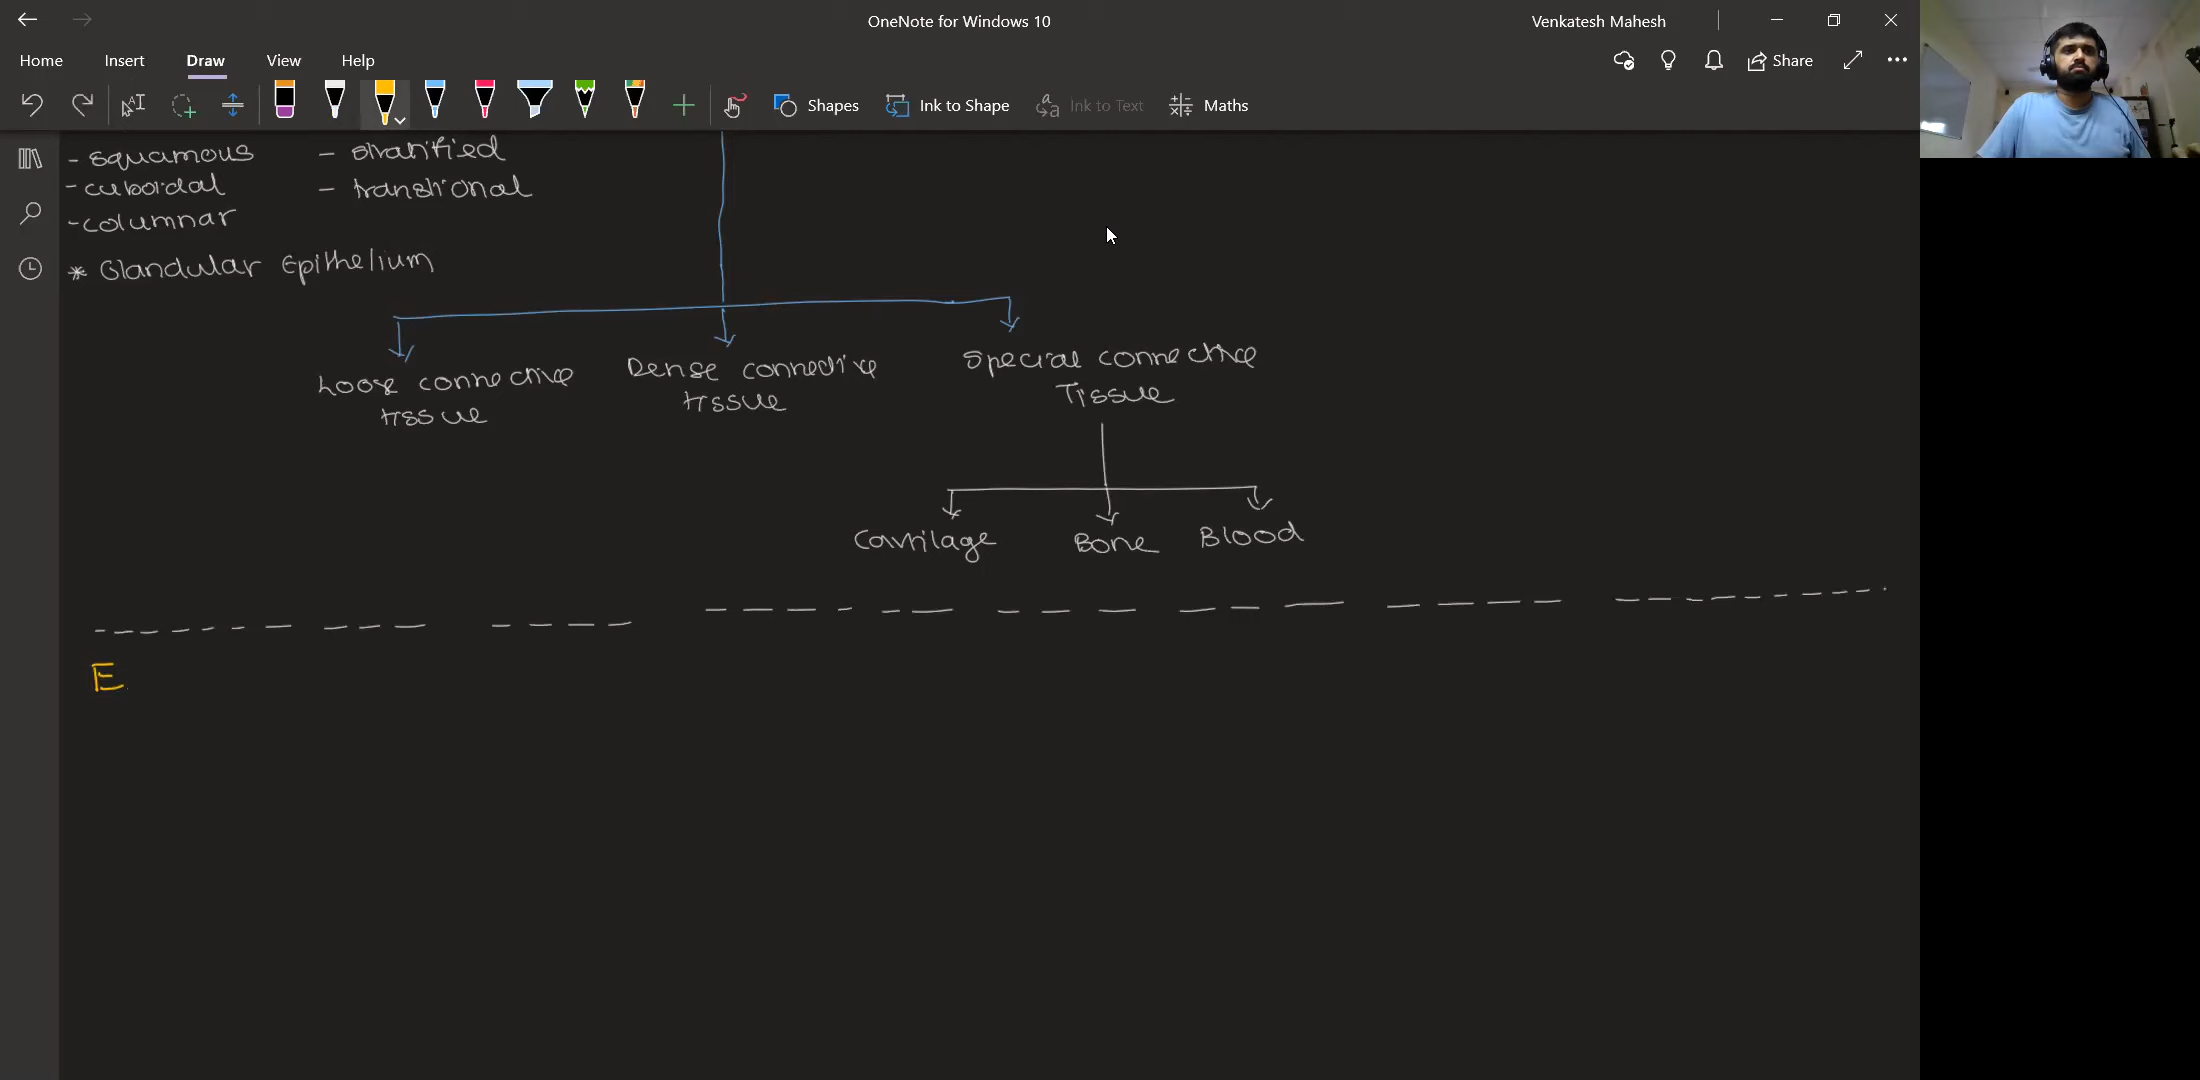 OneNote for Windows 10
Venkatesh Mahesh
Home Insert Draw View Help
Share
Shapes Ink to Shape Ink to Text Maths
- squamous - stratified
- cuboidal - transitional
- columnar
* Glandular Epithelium
Loose connective tissue
Dense connective tissue
Special connective Tissue
Cartilage Bone Blood
E